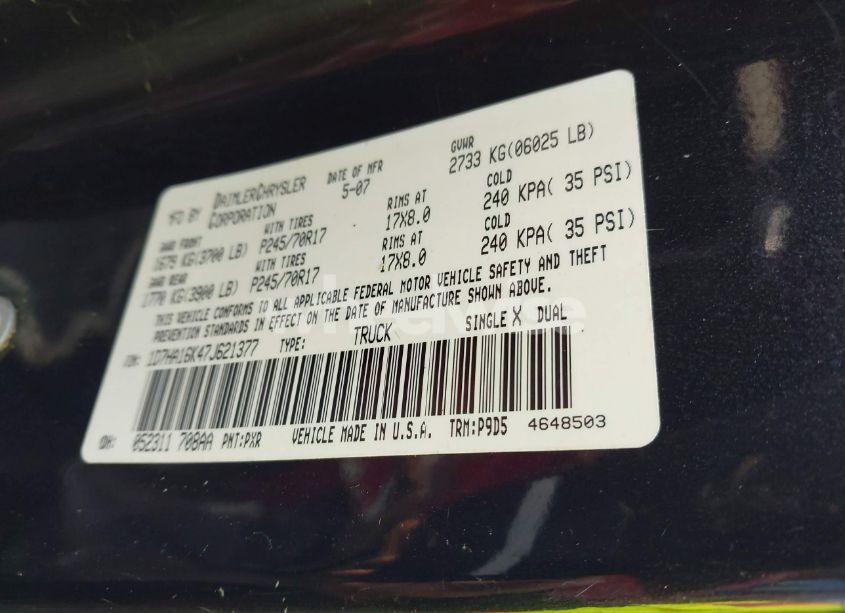 MFD BY DAIMLERCHRYSLER CORPORATION DATE OF MFR 5-07 GVWR 2733 KG(06025 LB)
GAWR FRONT WITH TIRES RIMS AT COLD
1679 KG(3700 LB) P245/70R17 17X8.0 240 KPA( 35 PSI)
GAWR REAR WITH TIRES RIMS AT COLD
1770 KG(3900 LB) P245/70R17 17X8.0 240 KPA( 35 PSI)
THIS VEHICLE CONFORMS TO ALL APPLICABLE FEDERAL MOTOR VEHICLE SAFETY AND THEFT
PREVENTION STANDARDS IN EFFECT ON THE DATE OF MANUFACTURE SHOWN ABOVE.
VIN: 1D7HA16K47J621377 TYPE: TRUCK SINGLE X DUAL
MDH: 052311 708AA PNT:PXR VEHICLE MADE IN U.S.A. TRM:P9D5 4648503